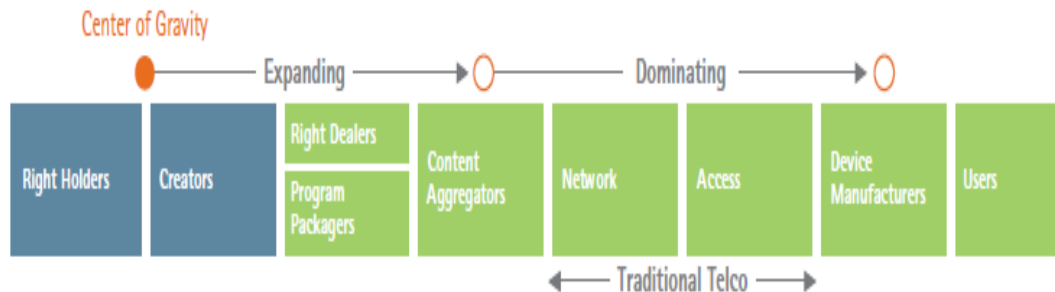 Center of Gravity
Expanding
Dominating
Right Holders
Creators
Right Dealers
Program
Packagers
Content
Aggregators
Network
Access
Device
Manufacturers
Users
Traditional Telco